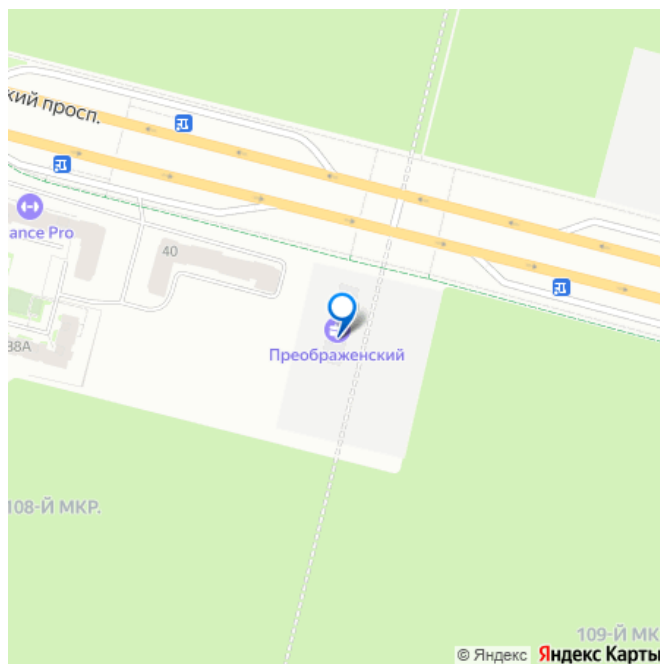 кий просп.
ance Pro
40
Преображенский
38А
108-Й МКР.
109-Й МК
© Яндекс Яндекс Карты